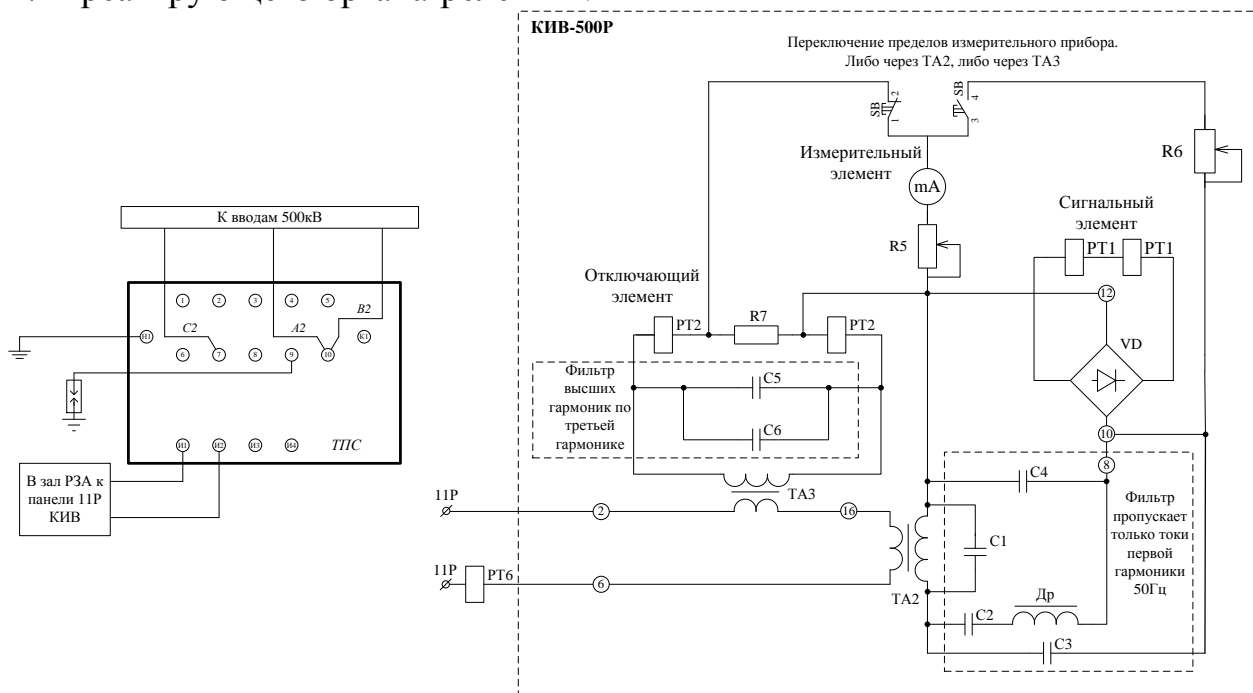 КИВ-500Р
Переключение пределов измерительного прибора.
Либо через ТА2, либо через ТА3
SB
1
2
SB
3
4
Измерительный
элемент
mA
R5
R6
Сигнальный
элемент
РТ1
РТ1
Отключающий
элемент
РТ2
R7
РТ2
12
VD
10
8
Фильтр
высших
гармоник по
третьей
гармонике
C5
C6
ТА3
11Р
2
16
11Р
РТ6
6
ТА2
C1
C4
C2
Др
C3
Фильтр
пропускает
только токи
первой
гармоники
50Гц
К вводам 500кВ
1
2
3
4
5
C2
A2
B2
Н1
К1
6
7
8
9
10
И1
И2
И3
И4
ТПС
В зал РЗА к
панели 11Р
КИВ